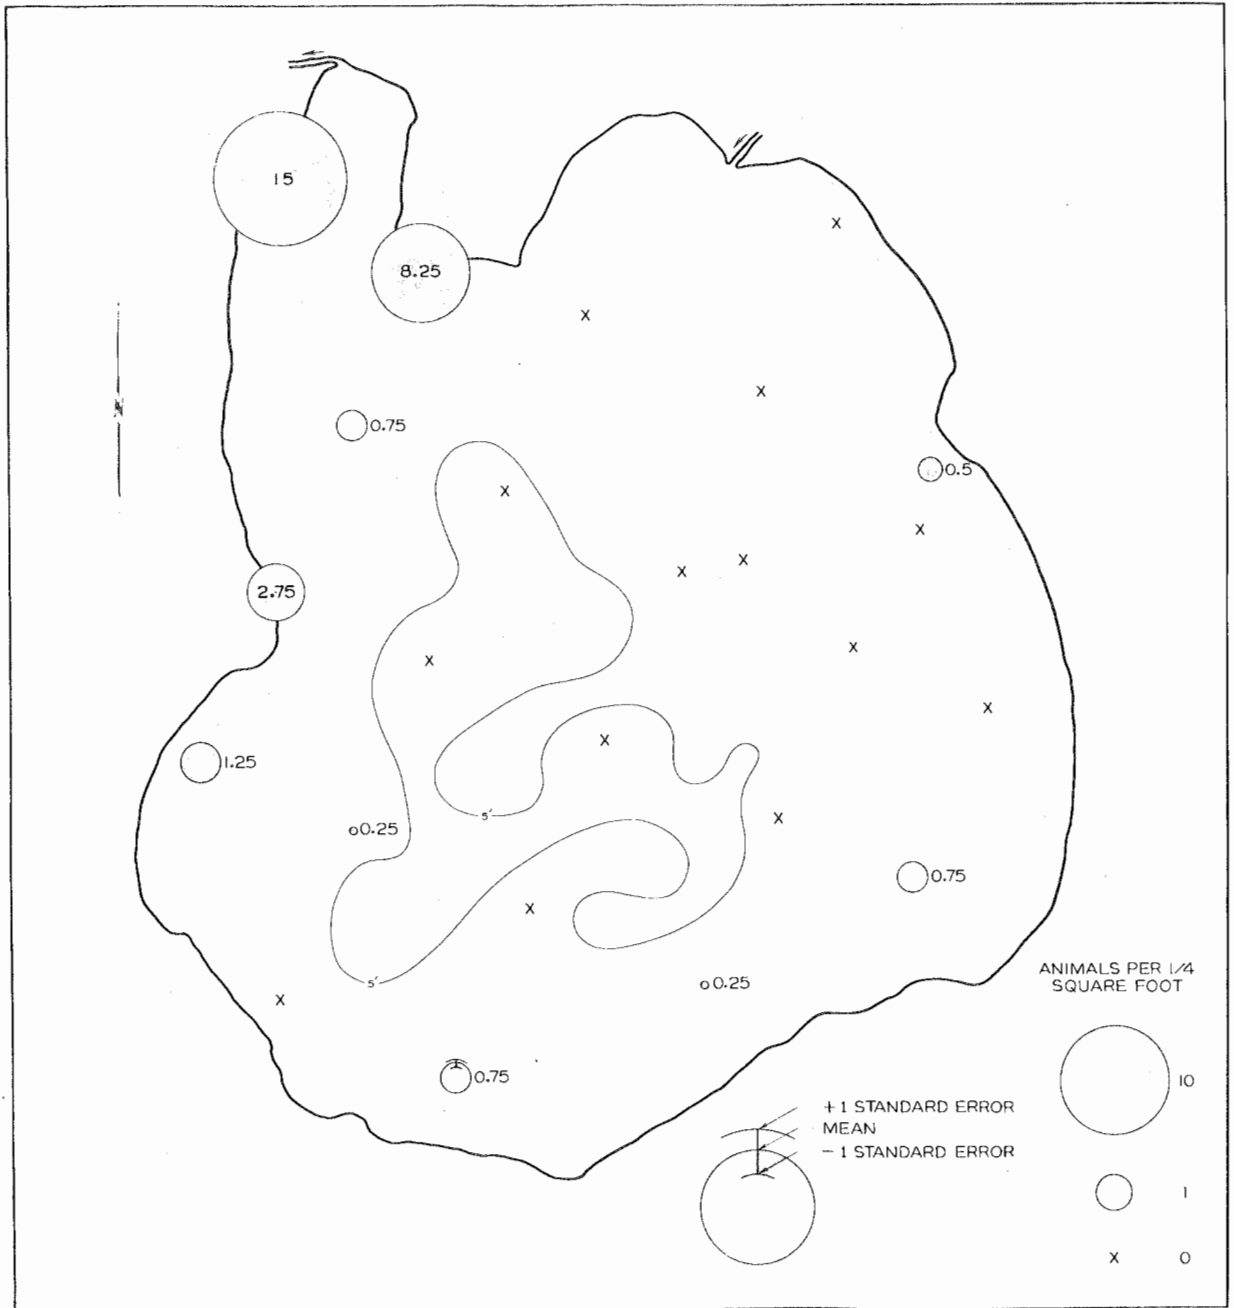 15
8.25
X
X
X
0.75
0.5
X
X
X
X
2.75
X
X
X
X
1.25
X
5'
0.25
X
0.75
X
5'
0.25
X
0.75
ANIMALS PER 1/4
SQUARE FOOT
10
+ 1 STANDARD ERROR
MEAN
- 1 STANDARD ERROR
1
X 0
N